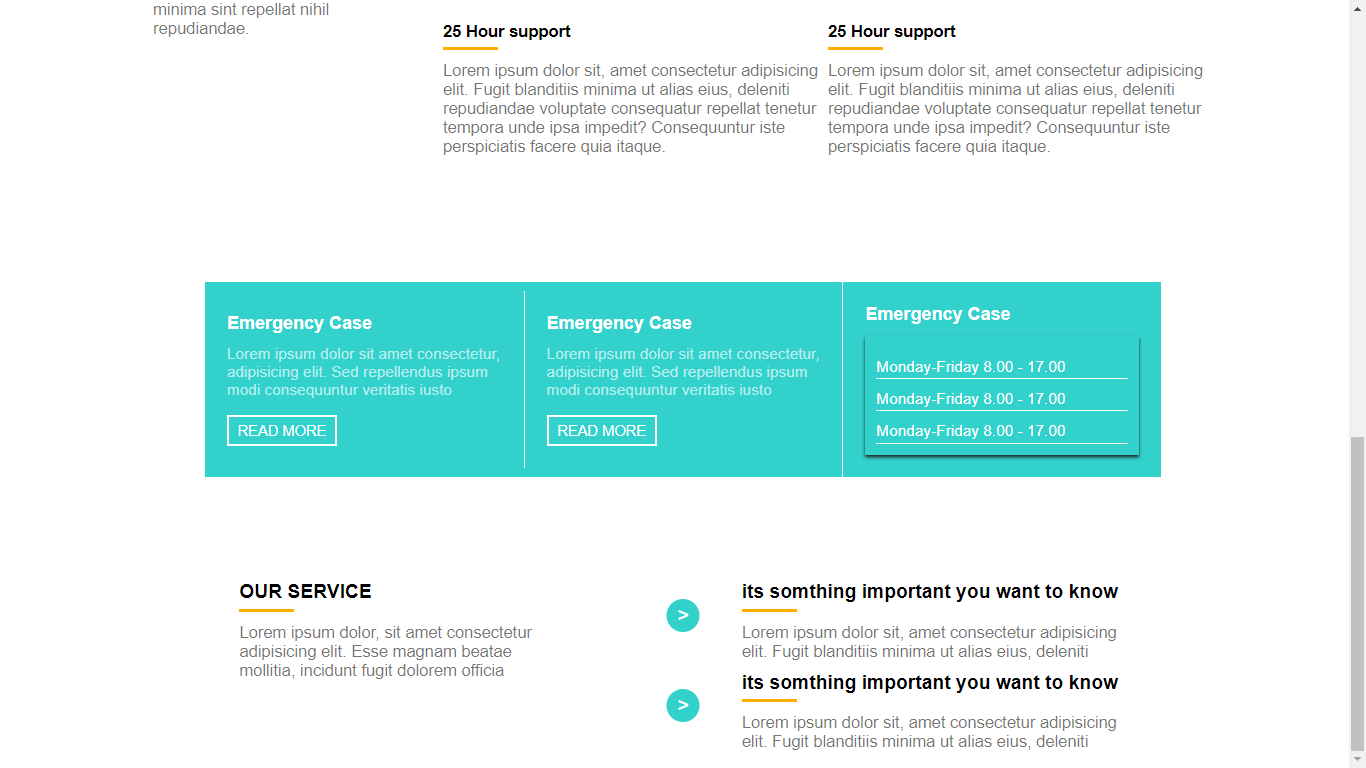 minima sint repellat nihil
repudiandae.
25 Hour support
Lorem ipsum dolor sit, amet consectetur adipisicing
elit. Fugit blanditiis minima ut alias eius, deleniti
repudiandae voluptate consequatur repellat tenetur
tempora unde ipsa impedit? Consequuntur iste
perspiciatis facere quia itaque.
25 Hour support
Lorem ipsum dolor sit, amet consectetur adipisicing
elit. Fugit blanditiis minima ut alias eius, deleniti
repudiandae voluptate consequatur repellat tenetur
tempora unde ipsa impedit? Consequuntur iste
perspiciatis facere quia itaque.
Emergency Case
Lorem ipsum dolor sit amet consectetur,
adipisicing elit. Sed repellendus ipsum
modi consequuntur veritatis iusto
READ MORE
Emergency Case
Lorem ipsum dolor sit amet consectetur,
adipisicing elit. Sed repellendus ipsum
modi consequuntur veritatis iusto
READ MORE
Emergency Case
Monday-Friday 8.00 - 17.00
Monday-Friday 8.00 - 17.00
Monday-Friday 8.00 - 17.00
OUR SERVICE
Lorem ipsum dolor, sit amet consectetur
adipisicing elit. Esse magnam beatae
mollitia, incidunt fugit dolorem officia
>
its somthing important you want to know
Lorem ipsum dolor sit, amet consectetur adipisicing
elit. Fugit blanditiis minima ut alias eius, deleniti
>
its somthing important you want to know
Lorem ipsum dolor sit, amet consectetur adipisicing
elit. Fugit blanditiis minima ut alias eius, deleniti